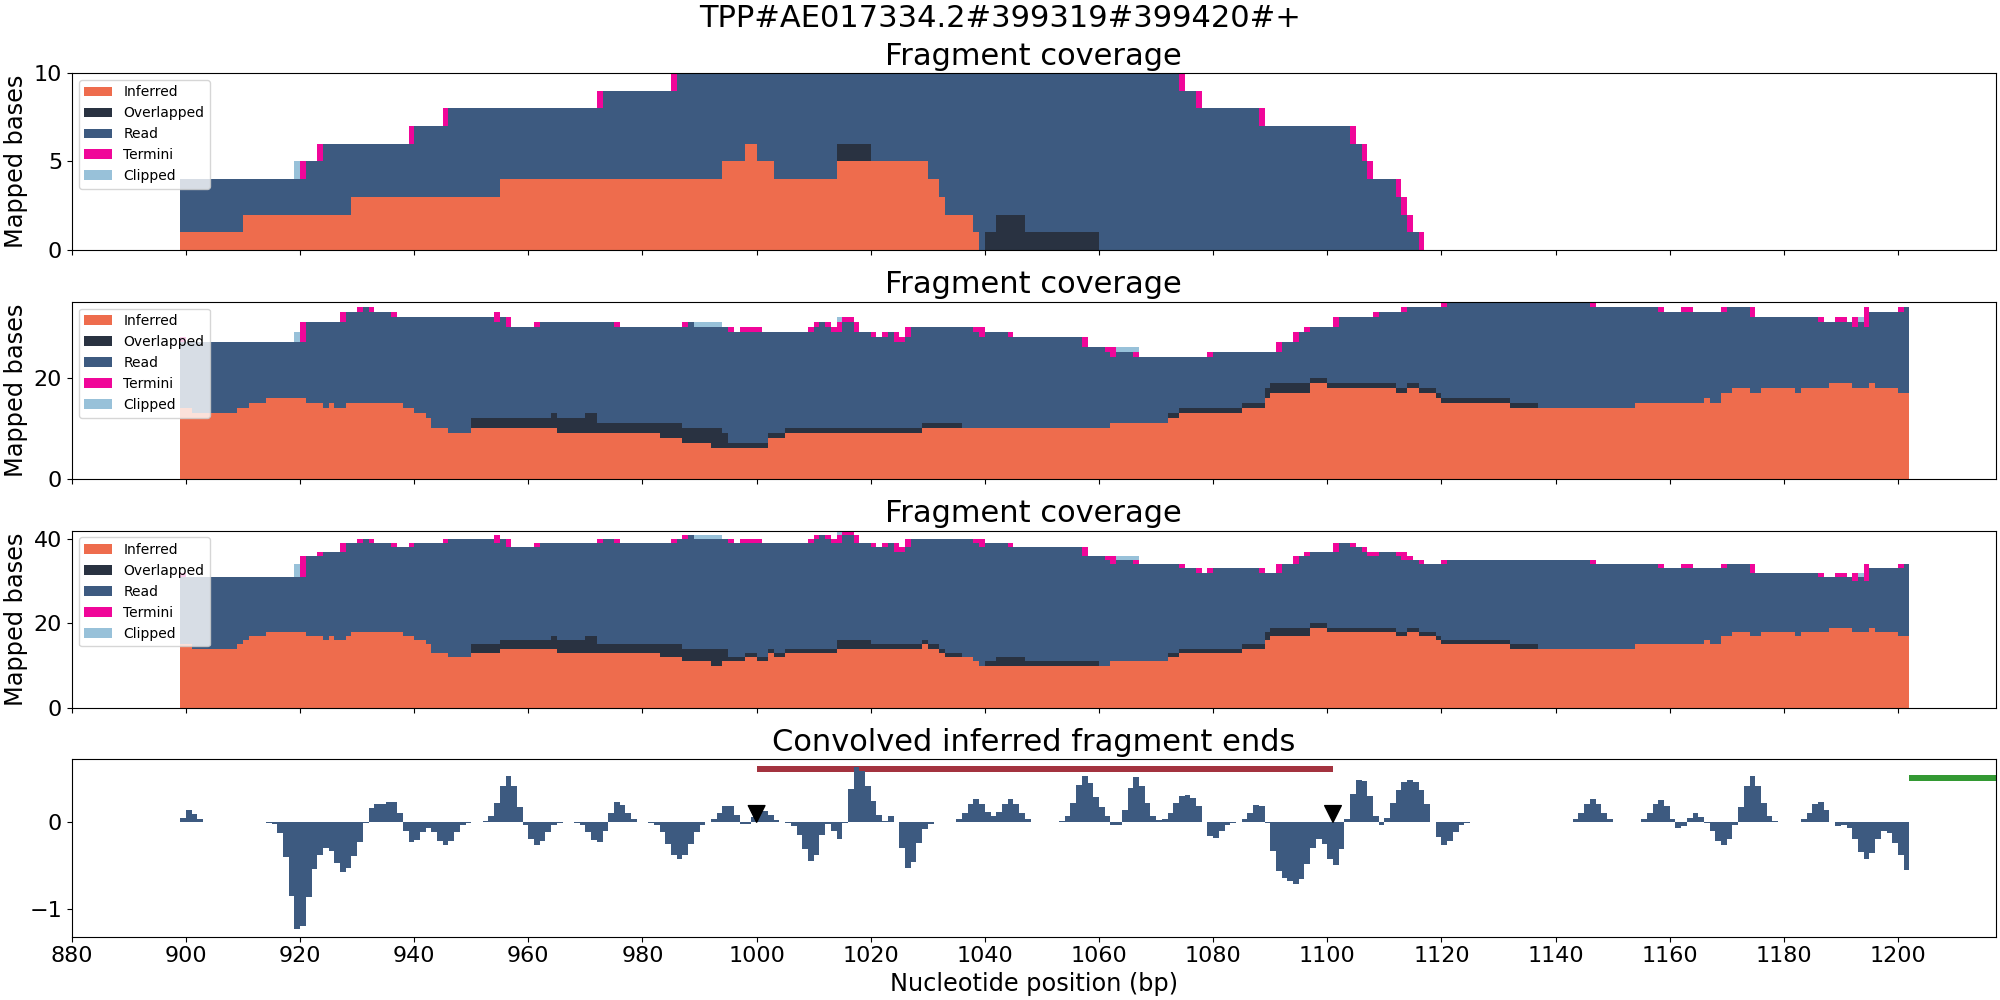 TPP#AE017334.2#399319#399420#+
Fragment coverage
Mapped bases
10
5
0
Inferred
Overlapped
Read
Termini
Clipped
Fragment coverage
Mapped bases
20
0
Inferred
Overlapped
Read
Termini
Clipped
Fragment coverage
Mapped bases
40
20
0
Inferred
Overlapped
Read
Termini
Clipped
Convolved inferred fragment ends
0
−1
880 900 920 940 960 980 1000 1020 1040 1060 1080 1100 1120 1140 1160 1180 1200
Nucleotide position (bp)